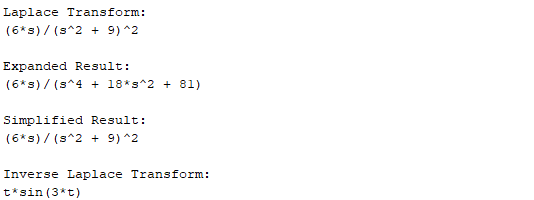 Laplace Transform:
(6*s)/(s^2 + 9)^2
Expanded Result:
(6*s)/(s^4 + 18*s^2 + 81)
Simplified Result:
(6*s)/(s^2 + 9)^2
Inverse Laplace Transform:
t*sin(3*t)